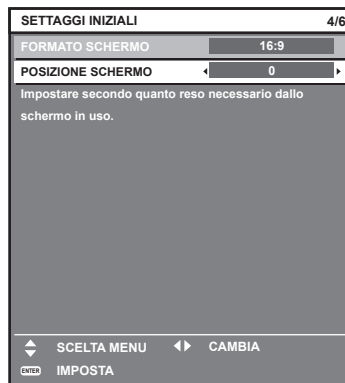 SETTAGGI INIZIALI 4/6
FORMATO SCHERMO 16:9
POSIZIONE SCHERMO 0
Impostare secondo quanto reso necessario dallo
schermo in uso.
SCELTA MENU CAMBIA
ENTER IMPOSTA